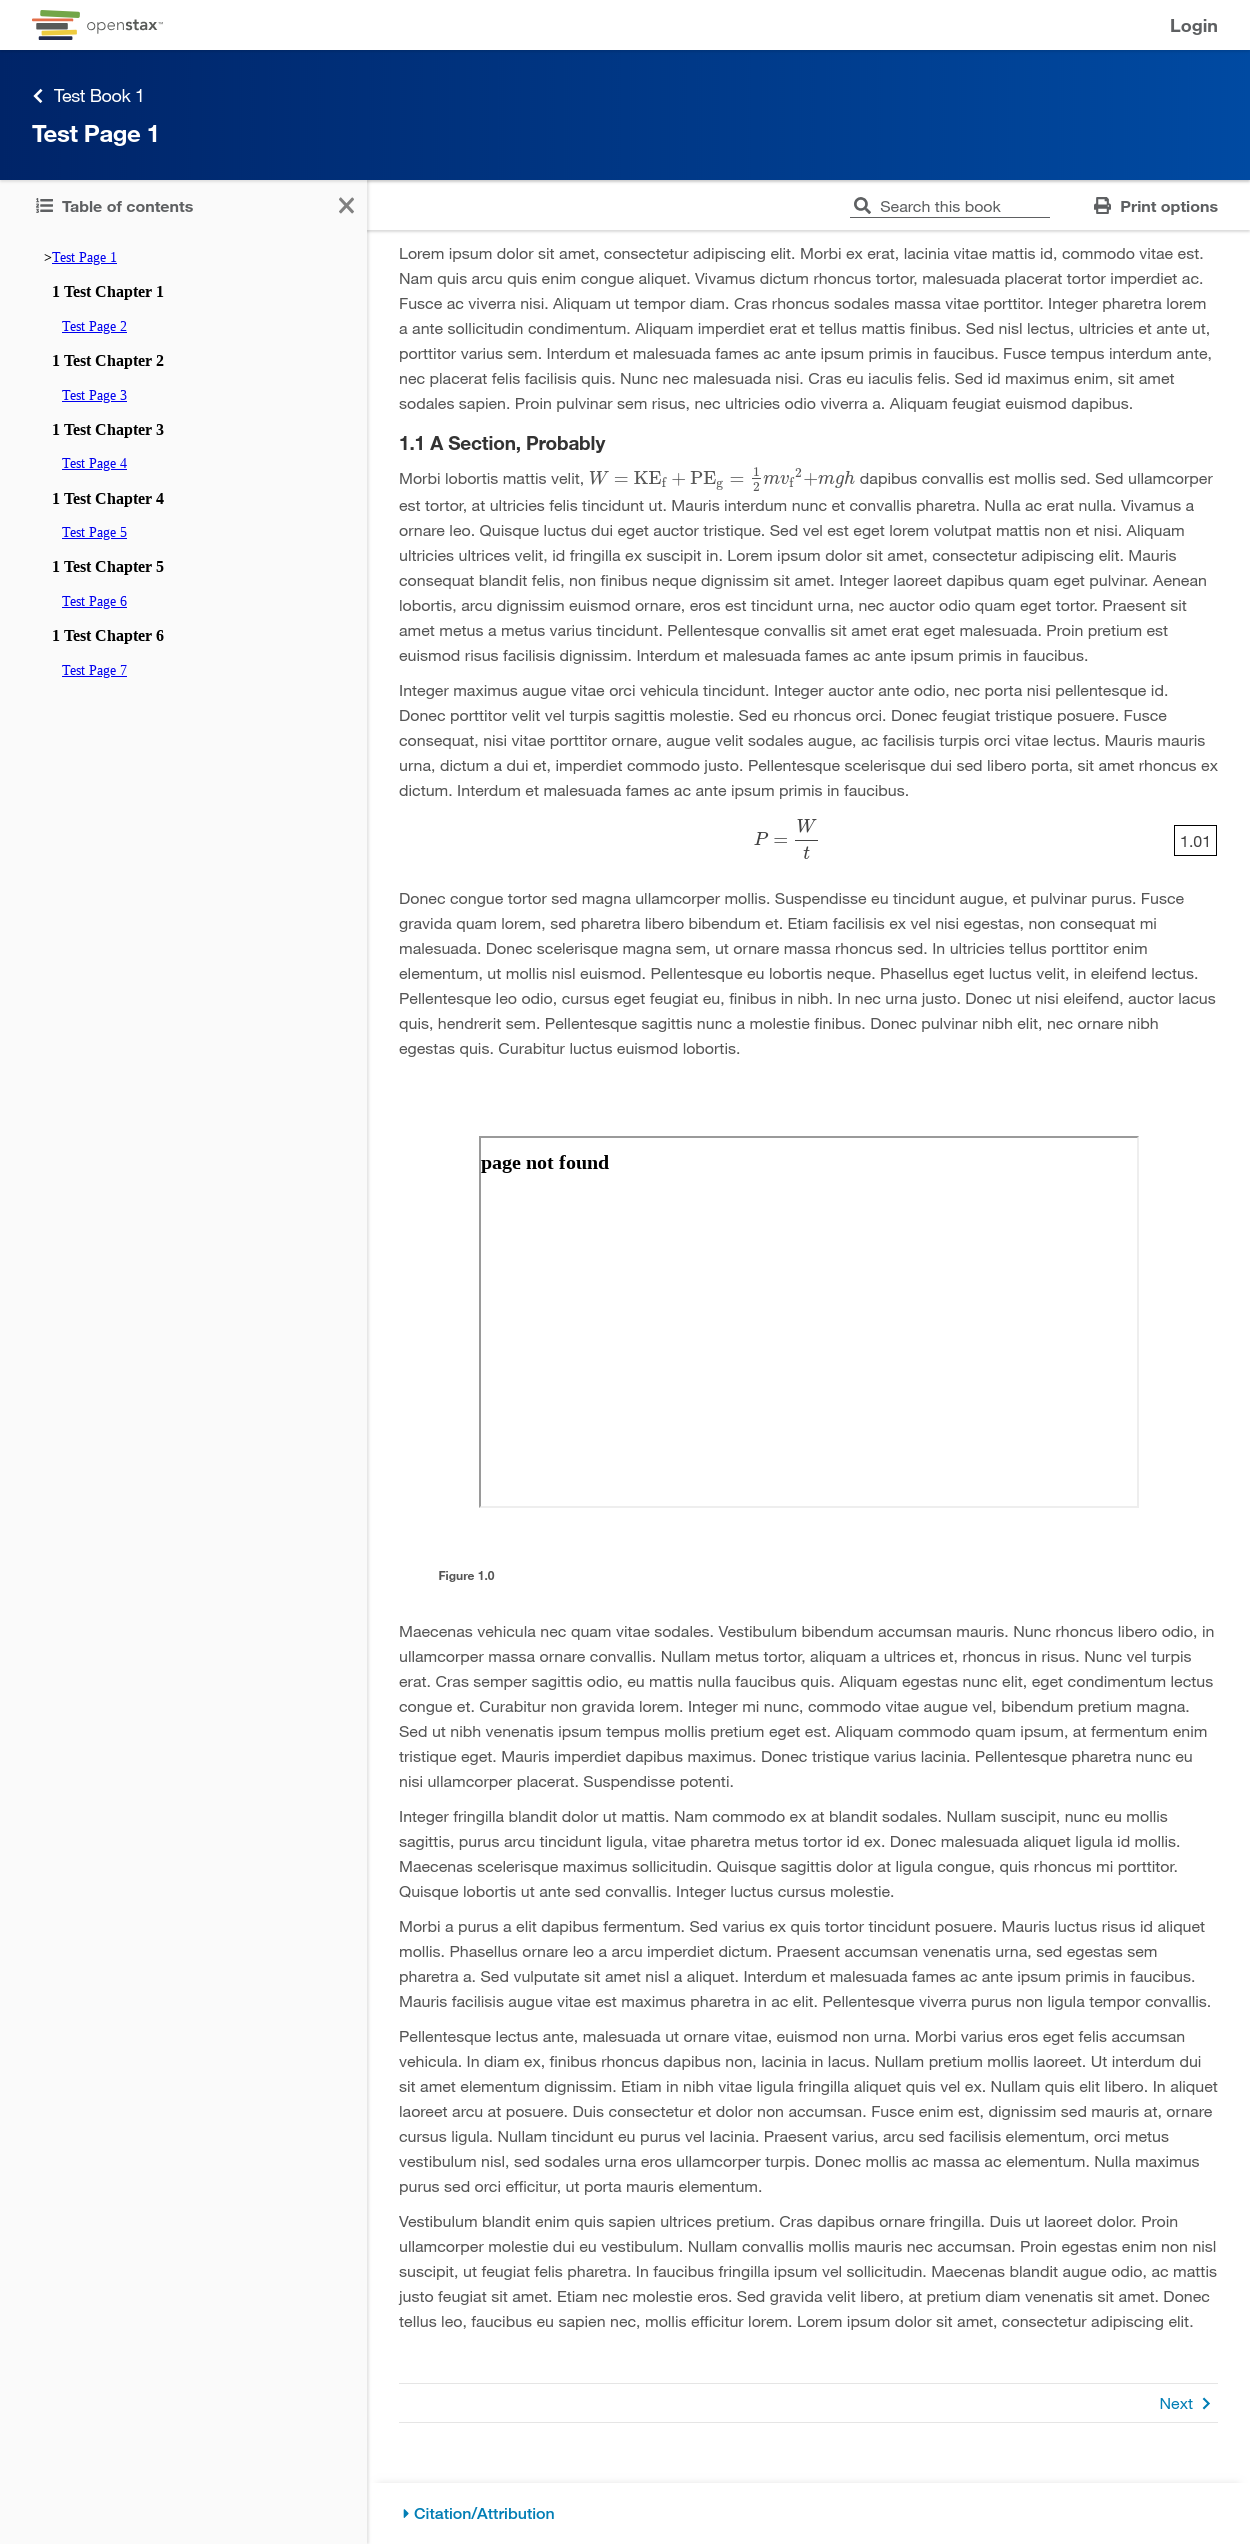 openstax™
Login
Test Book 1
Test Page 1
Table of contents
Search this book
Print options
>Test Page 1
1 Test Chapter 1
Test Page 2
1 Test Chapter 2
Test Page 3
1 Test Chapter 3
Test Page 4
1 Test Chapter 4
Test Page 5
1 Test Chapter 5
Test Page 6
1 Test Chapter 6
Test Page 7
Lorem ipsum dolor sit amet, consectetur adipiscing elit. Morbi ex erat, lacinia vitae mattis id, commodo vitae est.
Nam quis arcu quis enim congue aliquet. Vivamus dictum rhoncus tortor, malesuada placerat tortor imperdiet ac.
Fusce ac viverra nisi. Aliquam ut tempor diam. Cras rhoncus sodales massa vitae porttitor. Integer pharetra lorem
a ante sollicitudin condimentum. Aliquam imperdiet erat et tellus mattis finibus. Sed nisl lectus, ultricies et ante ut,
porttitor varius sem. Interdum et malesuada fames ac ante ipsum primis in faucibus. Fusce tempus interdum ante,
nec placerat felis facilisis quis. Nunc nec malesuada nisi. Cras eu iaculis felis. Sed id maximus enim, sit amet
sodales sapien. Proin pulvinar sem risus, nec ultricies odio viverra a. Aliquam feugiat euismod dapibus.
1.1 A Section, Probably
Morbi lobortis mattis velit, W = KE_f + PE_g = 1/2 mv_f² + mgh dapibus convallis est mollis sed. Sed ullamcorper
est tortor, at ultricies felis tincidunt ut. Mauris interdum nunc et convallis pharetra. Nulla ac erat nulla. Vivamus a
ornare leo. Quisque luctus dui eget auctor tristique. Sed vel est eget lorem volutpat mattis non et nisi. Aliquam
ultricies ultrices velit, id fringilla ex suscipit in. Lorem ipsum dolor sit amet, consectetur adipiscing elit. Mauris
consequat blandit felis, non finibus neque dignissim sit amet. Integer laoreet dapibus quam eget pulvinar. Aenean
lobortis, arcu dignissim euismod ornare, eros est tincidunt urna, nec auctor odio quam eget tortor. Praesent sit
amet metus a metus varius tincidunt. Pellentesque convallis sit amet erat eget malesuada. Proin pretium est
euismod risus facilisis dignissim. Interdum et malesuada fames ac ante ipsum primis in faucibus.
Integer maximus augue vitae orci vehicula tincidunt. Integer auctor ante odio, nec porta nisi pellentesque id.
Donec porttitor velit vel turpis sagittis molestie. Sed eu rhoncus orci. Donec feugiat tristique posuere. Fusce
consequat, nisi vitae porttitor ornare, augue velit sodales augue, ac facilisis turpis orci vitae lectus. Mauris mauris
urna, dictum a dui et, imperdiet commodo justo. Pellentesque scelerisque dui sed libero porta, sit amet rhoncus ex
dictum. Interdum et malesuada fames ac ante ipsum primis in faucibus.
P = W/t
1.01
Donec congue tortor sed magna ullamcorper mollis. Suspendisse eu tincidunt augue, et pulvinar purus. Fusce
gravida quam lorem, sed pharetra libero bibendum et. Etiam facilisis ex vel nisi egestas, non consequat mi
malesuada. Donec scelerisque magna sem, ut ornare massa rhoncus sed. In ultricies tellus porttitor enim
elementum, ut mollis nisl euismod. Pellentesque eu lobortis neque. Phasellus eget luctus velit, in eleifend lectus.
Pellentesque leo odio, cursus eget feugiat eu, finibus in nibh. In nec urna justo. Donec ut nisi eleifend, auctor lacus
quis, hendrerit sem. Pellentesque sagittis nunc a molestie finibus. Donec pulvinar nibh elit, nec ornare nibh
egestas quis. Curabitur luctus euismod lobortis.
page not found
Figure 1.0
Maecenas vehicula nec quam vitae sodales. Vestibulum bibendum accumsan mauris. Nunc rhoncus libero odio, in
ullamcorper massa ornare convallis. Nullam metus tortor, aliquam a ultrices et, rhoncus in risus. Nunc vel turpis
erat. Cras semper sagittis odio, eu mattis nulla faucibus quis. Aliquam egestas nunc elit, eget condimentum lectus
congue et. Curabitur non gravida lorem. Integer mi nunc, commodo vitae augue vel, bibendum pretium magna.
Sed ut nibh venenatis ipsum tempus mollis pretium eget est. Aliquam commodo quam ipsum, at fermentum enim
tristique eget. Mauris imperdiet dapibus maximus. Donec tristique varius lacinia. Pellentesque pharetra nunc eu
nisi ullamcorper placerat. Suspendisse potenti.
Integer fringilla blandit dolor ut mattis. Nam commodo ex at blandit sodales. Nullam suscipit, nunc eu mollis
sagittis, purus arcu tincidunt ligula, vitae pharetra metus tortor id ex. Donec malesuada aliquet ligula id mollis.
Maecenas scelerisque maximus sollicitudin. Quisque sagittis dolor at ligula congue, quis rhoncus mi porttitor.
Quisque lobortis ut ante sed convallis. Integer luctus cursus molestie.
Morbi a purus a elit dapibus fermentum. Sed varius ex quis tortor tincidunt posuere. Mauris luctus risus id aliquet
mollis. Phasellus ornare leo a arcu imperdiet dictum. Praesent accumsan venenatis urna, sed egestas sem
pharetra a. Sed vulputate sit amet nisl a aliquet. Interdum et malesuada fames ac ante ipsum primis in faucibus.
Mauris facilisis augue vitae est maximus pharetra in ac elit. Pellentesque viverra purus non ligula tempor convallis.
Pellentesque lectus ante, malesuada ut ornare vitae, euismod non urna. Morbi varius eros eget felis accumsan
vehicula. In diam ex, finibus rhoncus dapibus non, lacinia in lacus. Nullam pretium mollis laoreet. Ut interdum dui
sit amet elementum dignissim. Etiam in nibh vitae ligula fringilla aliquet quis vel ex. Nullam quis elit libero. In aliquet
laoreet arcu at posuere. Duis consectetur et dolor non accumsan. Fusce enim est, dignissim sed mauris at, ornare
cursus ligula. Nullam tincidunt eu purus vel lacinia. Praesent varius, arcu sed facilisis elementum, orci metus
vestibulum nisl, sed sodales urna eros ullamcorper turpis. Donec mollis ac massa ac elementum. Nulla maximus
purus sed orci efficitur, ut porta mauris elementum.
Vestibulum blandit enim quis sapien ultrices pretium. Cras dapibus ornare fringilla. Duis ut laoreet dolor. Proin
ullamcorper molestie dui eu vestibulum. Nullam convallis mollis mauris nec accumsan. Proin egestas enim non nisl
suscipit, ut feugiat felis pharetra. In faucibus fringilla ipsum vel sollicitudin. Maecenas blandit augue odio, ac mattis
justo feugiat sit amet. Etiam nec molestie eros. Sed gravida velit libero, at pretium diam venenatis sit amet. Donec
tellus leo, faucibus eu sapien nec, mollis efficitur lorem. Lorem ipsum dolor sit amet, consectetur adipiscing elit.
Next
Citation/Attribution